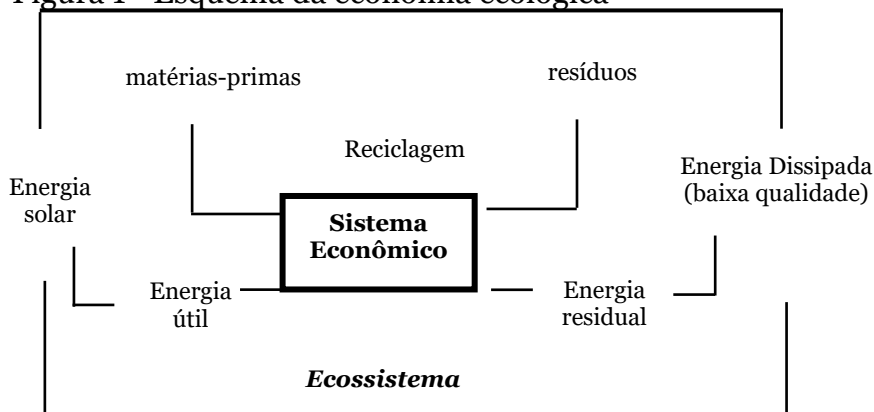 Figura 1 - Esquema da economia ecológica
matérias-primas
resíduos
Reciclagem
Energia
solar
Energia Dissipada
(baixa qualidade)
Sistema
Econômico
Energia
útil
Energia
residual
Ecossistema